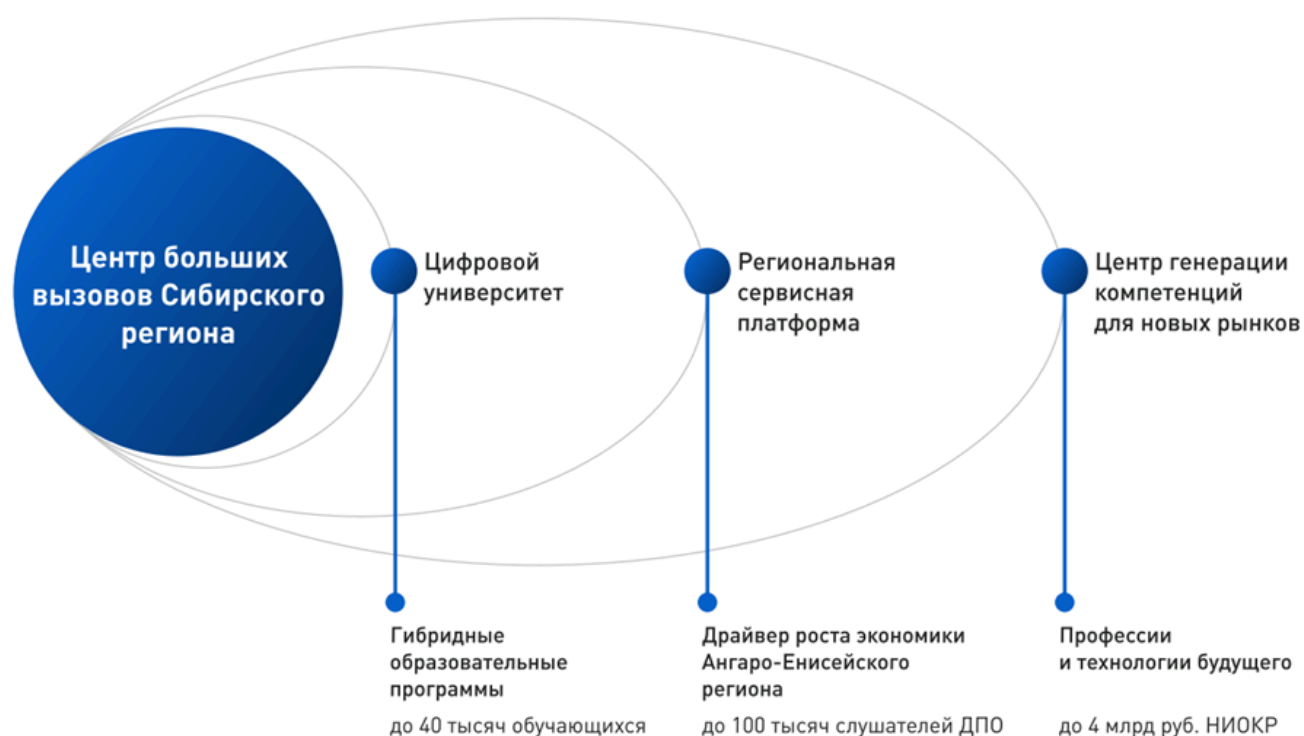 Центр больших
вызовов Сибирского
региона
Цифровой
университет
Региональная
сервисная
платформа
Центр генерации
компетенций
для новых рынков
Гибридные
образовательные
программы
до 40 тысяч обучающихся
Драйвер роста экономики
Ангаро-Енисейского
региона
до 100 тысяч слушателей ДПО
Профессии
и технологии будущего
до 4 млрд руб. НИОКР